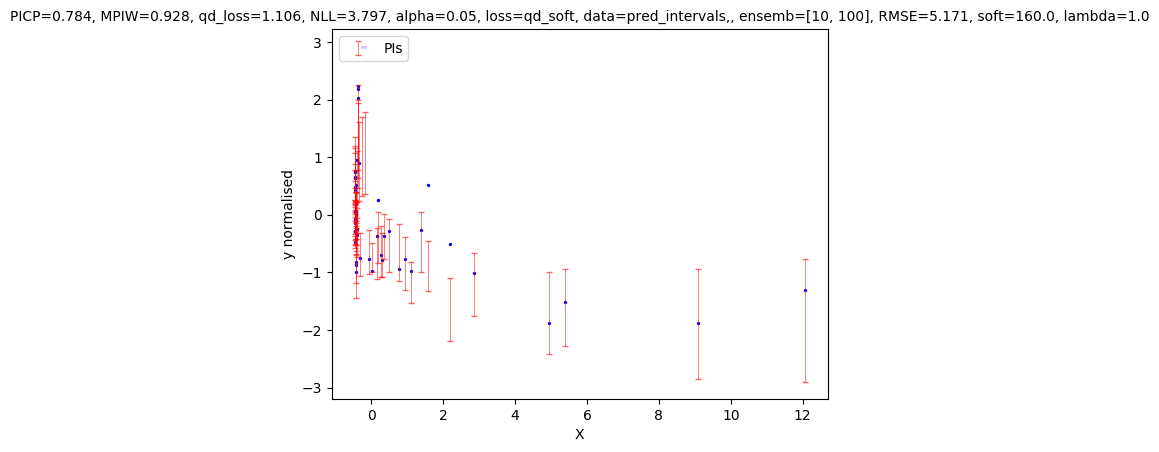 PICP=0.784, MPIW=0.928, qd_loss=1.106, NLL=3.797, alpha=0.05, loss=qd_soft, data=pred_intervals,, ensemb=[10, 100], RMSE=5.171, soft=160.0, lambda=1.0
PIs
3
2
1
0
−1
−2
−3
y normalised
0 2 4 6 8 10 12
X